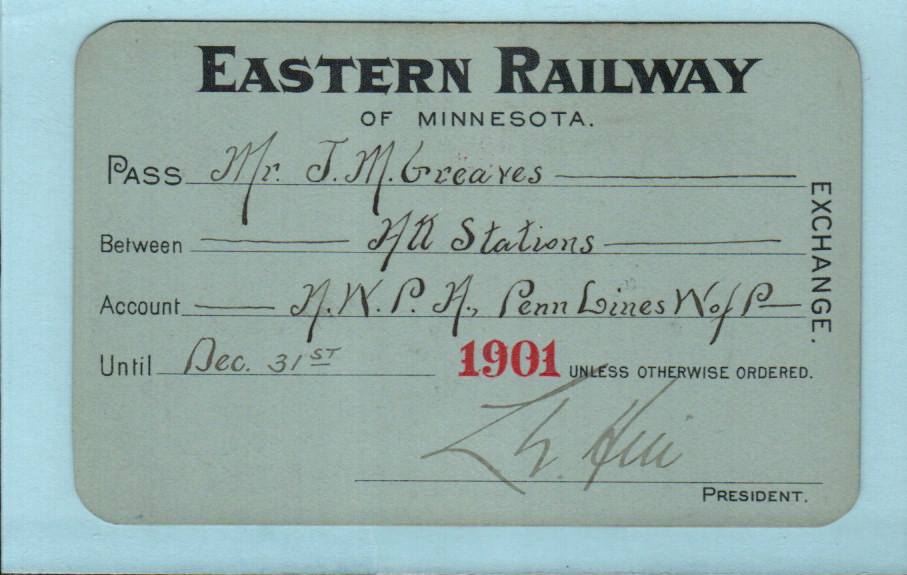 EASTERN RAILWAY
OF MINNESOTA.
PASS Mr. J. M. Greaves
Between All Stations
Account A. W. P. A., Penn Lines W of P
Until Dec. 31ST 1901 UNLESS OTHERWISE ORDERED.
L W. Hill
PRESIDENT.
EXCHANGE.